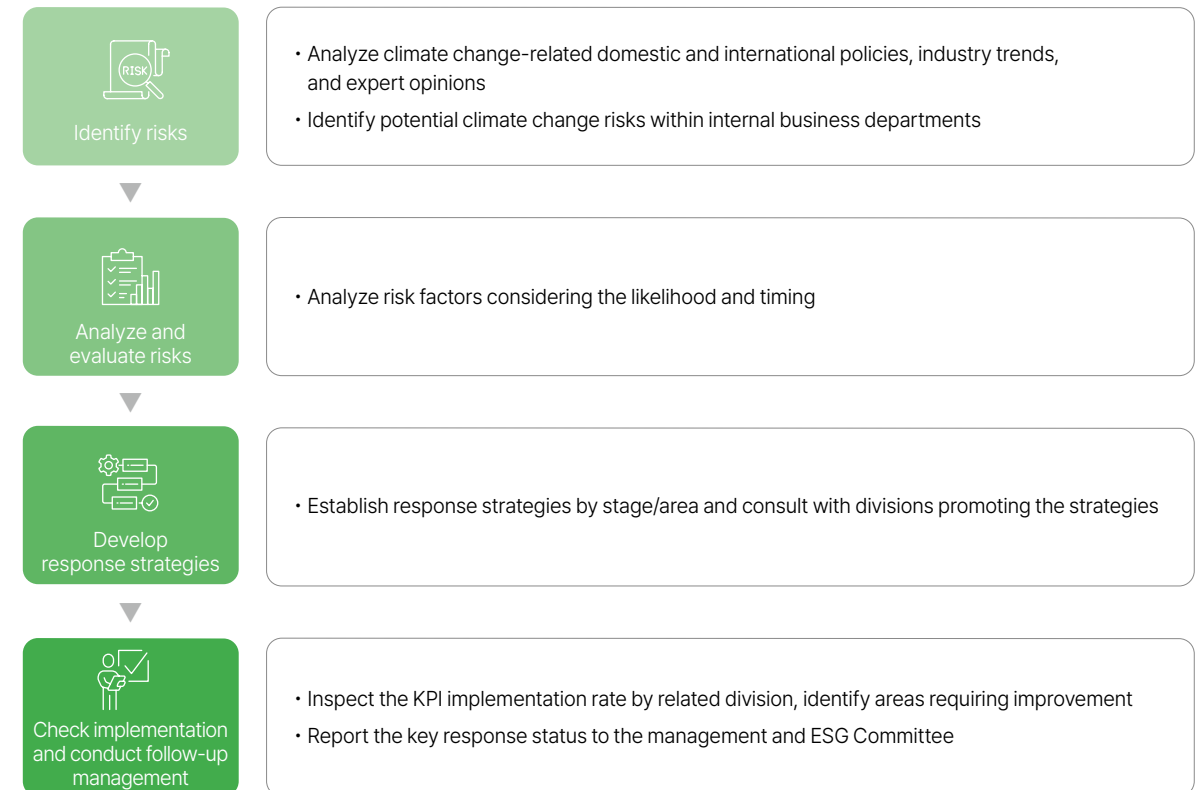 RISK
Identify risks
• Analyze climate change-related domestic and international policies, industry trends,
and expert opinions
• Identify potential climate change risks within internal business departments
Analyze and
evaluate risks
• Analyze risk factors considering the likelihood and timing
Develop
response strategies
• Establish response strategies by stage/area and consult with divisions promoting the strategies
Check implementation
and conduct follow-up
management
• Inspect the KPI implementation rate by related division, identify areas requiring improvement
• Report the key response status to the management and ESG Committee